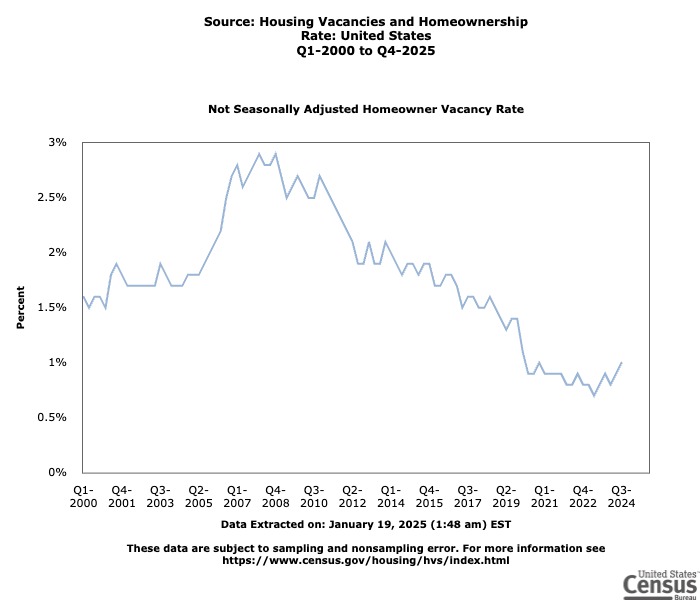 Source: Housing Vacancies and Homeownership
Rate: United States
Q1-2000 to Q4-2025
Not Seasonally Adjusted Homeowner Vacancy Rate
3%
2.5%
2%
1.5%
1%
0.5%
0%
Percent
Q1-
2000
Q4-
2001
Q3-
2003
Q2-
2005
Q1-
2007
Q4-
2008
Q3-
2010
Q2-
2012
Q1-
2014
Q4-
2015
Q3-
2017
Q2-
2019
Q1-
2021
Q4-
2022
Q3-
2024
Data Extracted on: January 19, 2025 (1:48 am) EST
These data are subject to sampling and nonsampling error. For more information see
https://www.census.gov/housing/hvs/index.html
United States
Census
Bureau